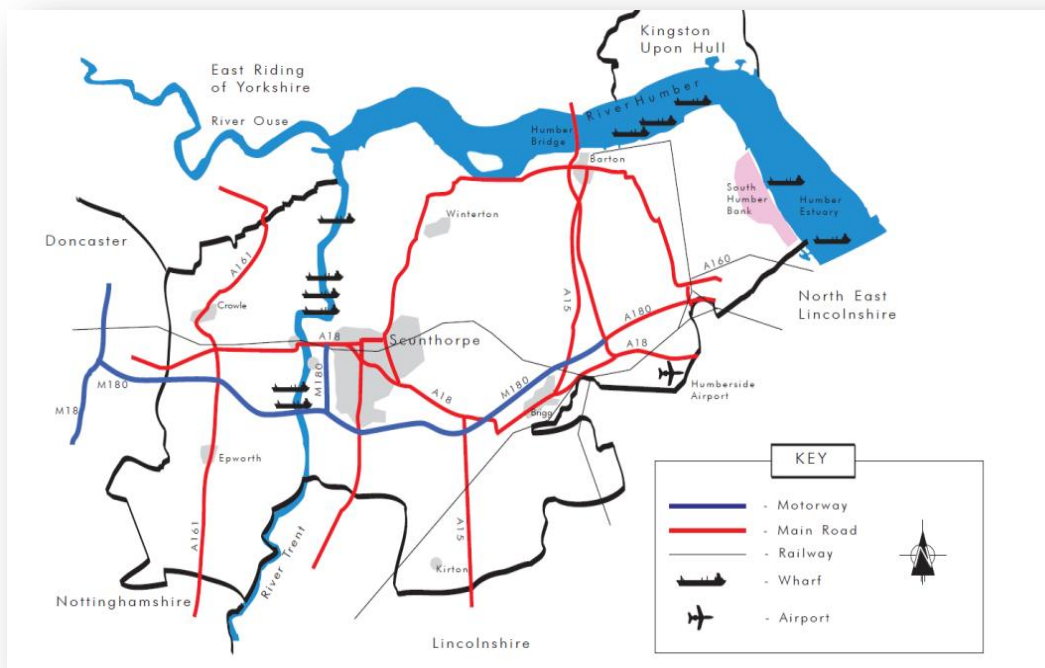 Kingston
Upon Hull
East Riding
of Yorkshire
River Ouse
River Humber
Humber
Bridge
Barton
South
Humber
Bank
Humber
Estuary
Winterton
Doncaster
A161
A160
North East
Lincolnshire
Crowle
A15
A180
A18
Scunthorpe
A18
M180
M180
M180
A18
Humberside
Airport
M18
Brigg
Epworth
A161
A15
River Trent
Kirton
Nottinghamshire
Lincolnshire
KEY
- Motorway
- Main Road
- Railway
- Wharf
- Airport